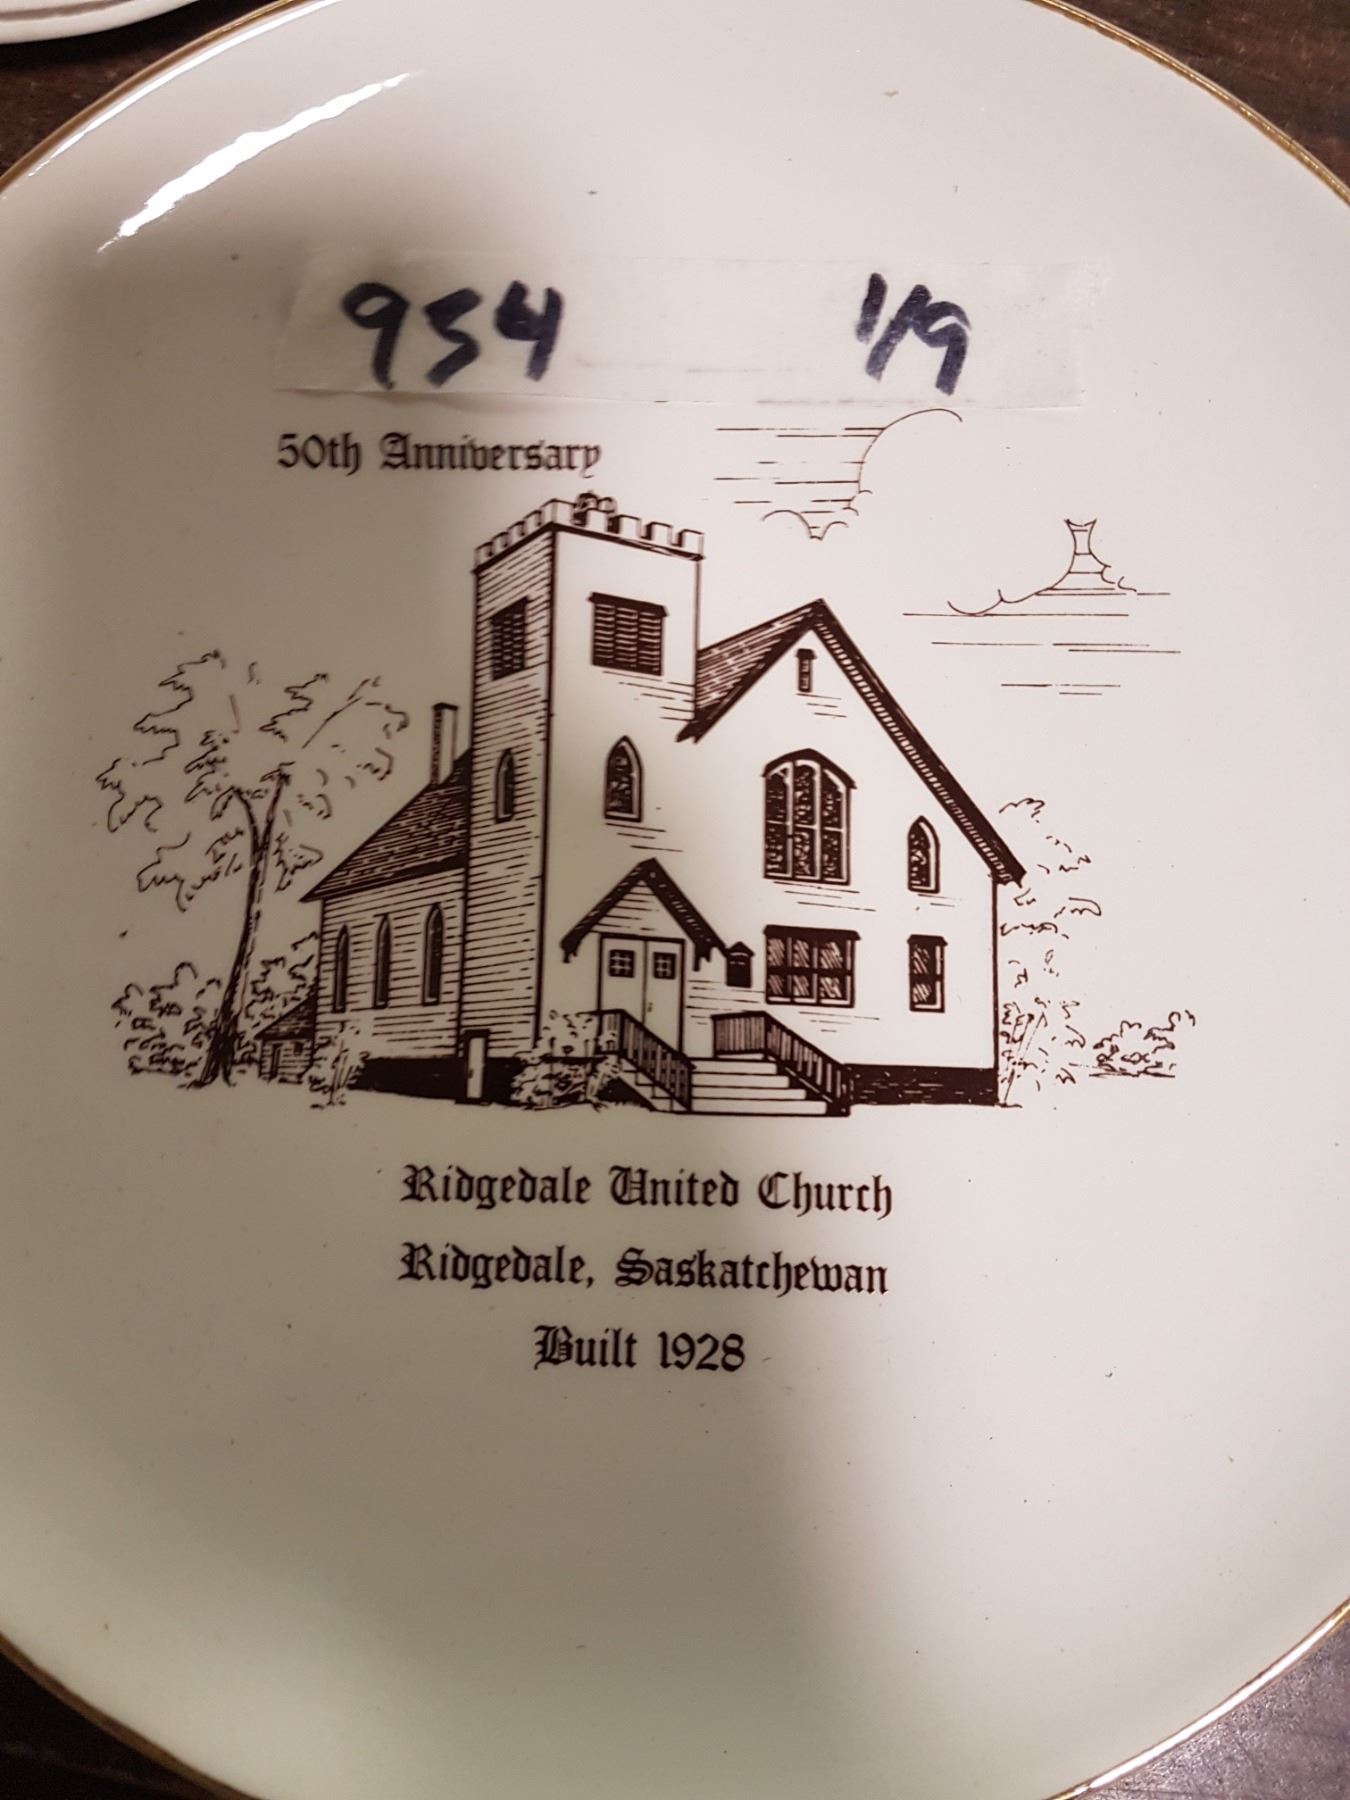 954 1/9
50th Anniversary
Ridgedale United Church
Ridgedale, Saskatchewan
Built 1928